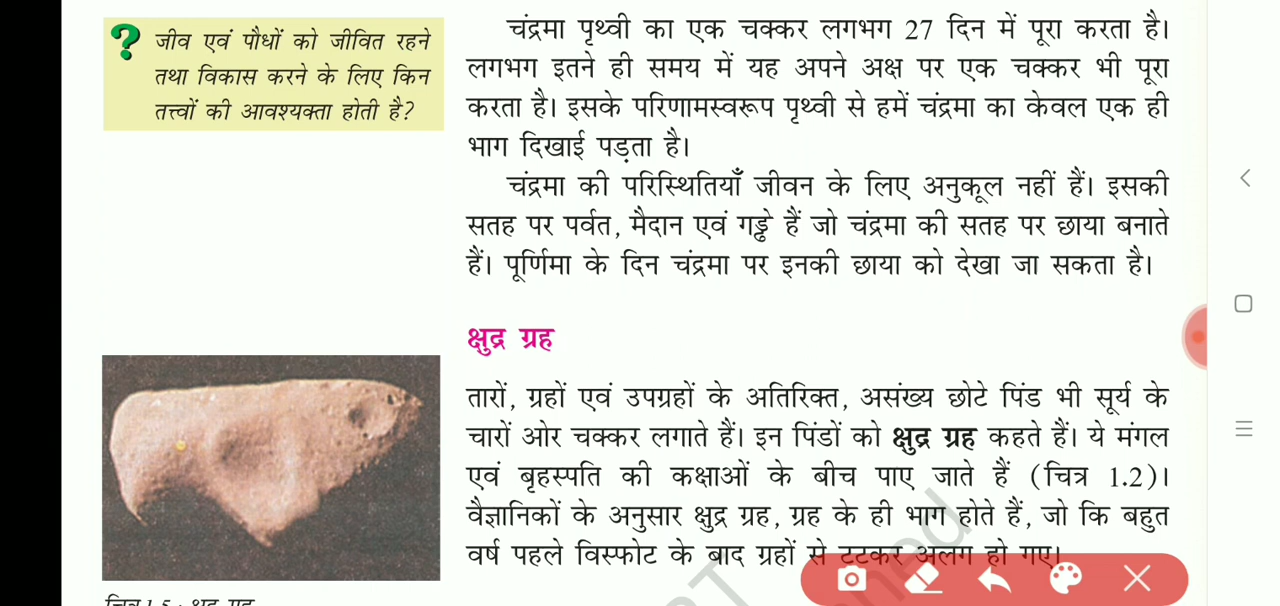 जीव एवं पौधों को जीवित रहने
तथा विकास करने के लिए किन
तत्त्वों की आवश्यकता होती है?
चंद्रमा पृथ्वी का एक चक्कर लगभग 27 दिन में पूरा करता है।
लगभग इतने ही समय में यह अपने अक्ष पर एक चक्कर भी पूरा
करता है। इसके परिणामस्वरूप पृथ्वी से हमें चंद्रमा का केवल एक ही
भाग दिखाई पड़ता है।
चंद्रमा की परिस्थितियाँ जीवन के लिए अनुकूल नहीं हैं। इसकी
सतह पर पर्वत, मैदान एवं गड्ढे हैं जो चंद्रमा की सतह पर छाया बनाते
हैं। पूर्णिमा के दिन चंद्रमा पर इनकी छाया को देखा जा सकता है।
क्षुद्र ग्रह
तारों, ग्रहों एवं उपग्रहों के अतिरिक्त, असंख्य छोटे पिंड भी सूर्य के
चारों ओर चक्कर लगाते हैं। इन पिंडों को क्षुद्र ग्रह कहते हैं। ये मंगल
एवं बृहस्पति की कक्षाओं के बीच पाए जाते हैं (चित्र 1.2)।
वैज्ञानिकों के अनुसार क्षुद्र ग्रह, ग्रह के ही भाग होते हैं, जो कि बहुत
वर्ष पहले विस्फोट के बाद ग्रहों से टूटकर अलग हो गए।
चित्र 1.5 : क्षुद्र ग्रह